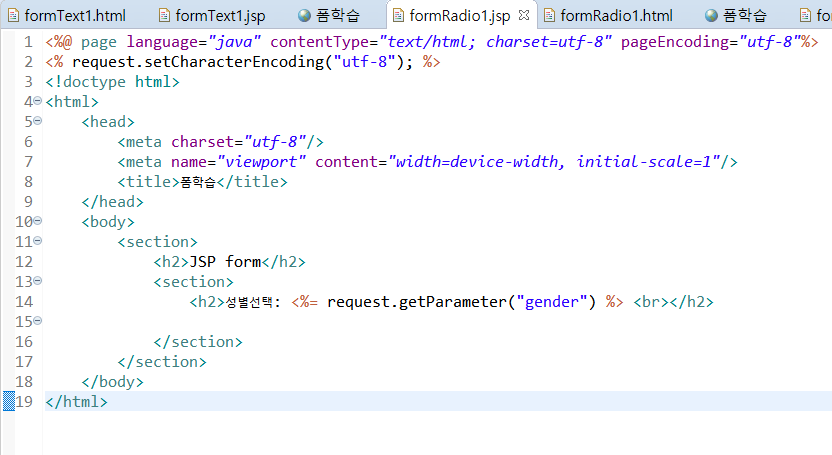 formText1.html formText1.jsp 폼학습 formRadio1.jsp formRadio1.html 폼학습 fo
1 <%@ page language="java" contentType="text/html; charset=utf-8" pageEncoding="utf-8"%>
2 <% request.setCharacterEncoding("utf-8"); %>
3 <!doctype html>
4 <html>
5 <head>
6 <meta charset="utf-8"/>
7 <meta name="viewport" content="width=device-width, initial-scale=1"/>
8 <title>폼학습</title>
9 </head>
10 <body>
11 <section>
12 <h2>JSP form</h2>
13 <section>
14 <h2>성별선택: <%= request.getParameter("gender") %> <br></h2>
15
16 </section>
17 </section>
18 </body>
19 </html>